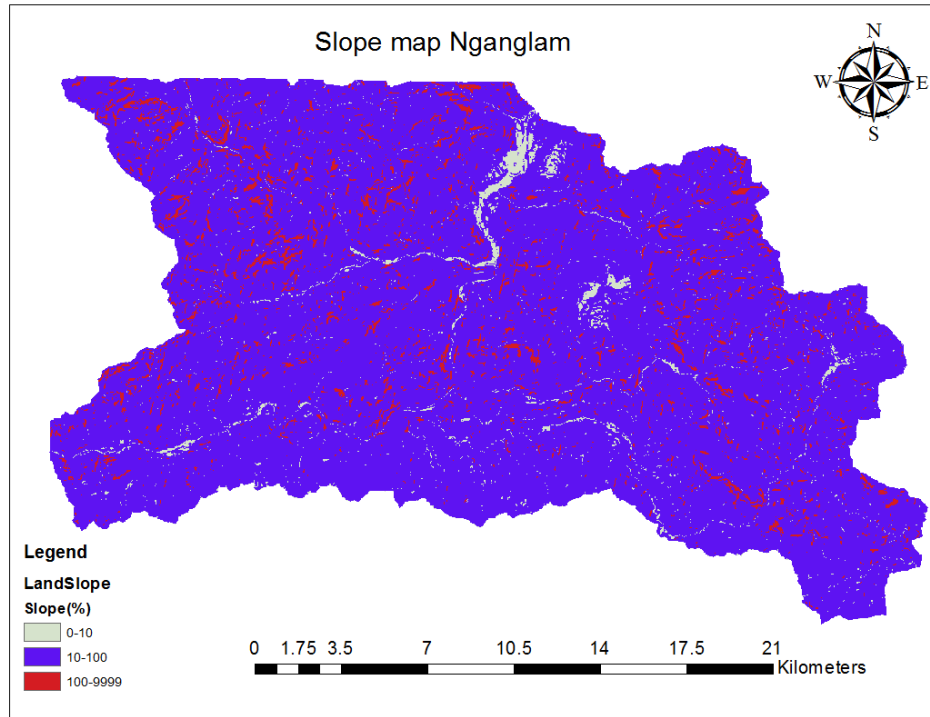 Slope map Nganglam
N
W E
S
Legend
LandSlope
Slope(%)
0-10
10-100
100-9999
0 1.75 3.5 7 10.5 14 17.5 21
Kilometers